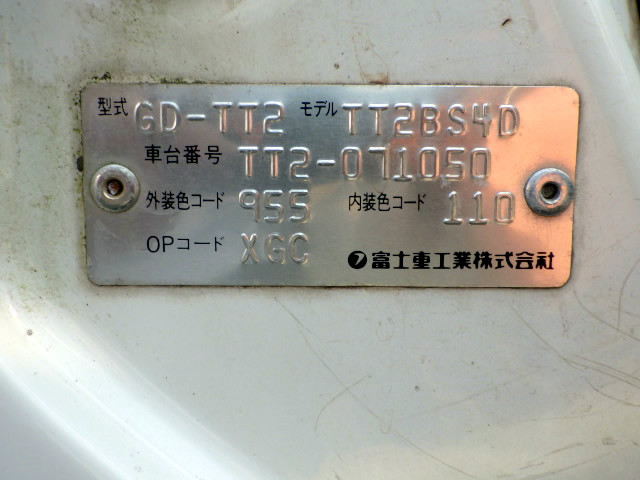 型式 GD-TT2 モデル TT2BS4D
車台番号 TT2-071050
外装色コード 955 内装色コード 110
OPコード XGC フ富士重工業株式会社